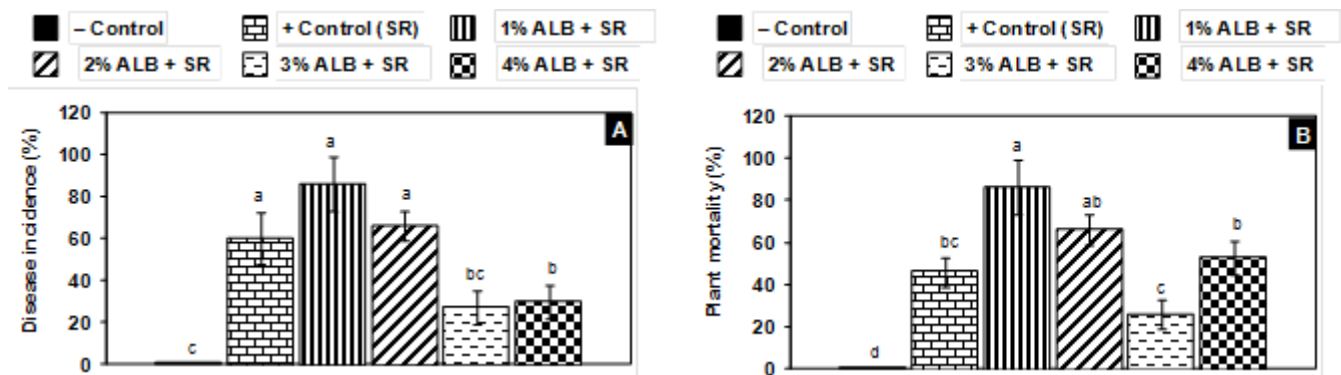 – Control + Control (SR) 1% ALB + SR
2% ALB + SR 3% ALB + SR 4% ALB + SR
120
100
80
60
40
20
0
Disease incidence (%)
A
c
a
a
a
bc
b
– Control + Control (SR) 1% ALB + SR
2% ALB + SR 3% ALB + SR 4% ALB + SR
120
100
80
60
40
20
0
Plant mortality (%)
B
d
bc
a
ab
c
b